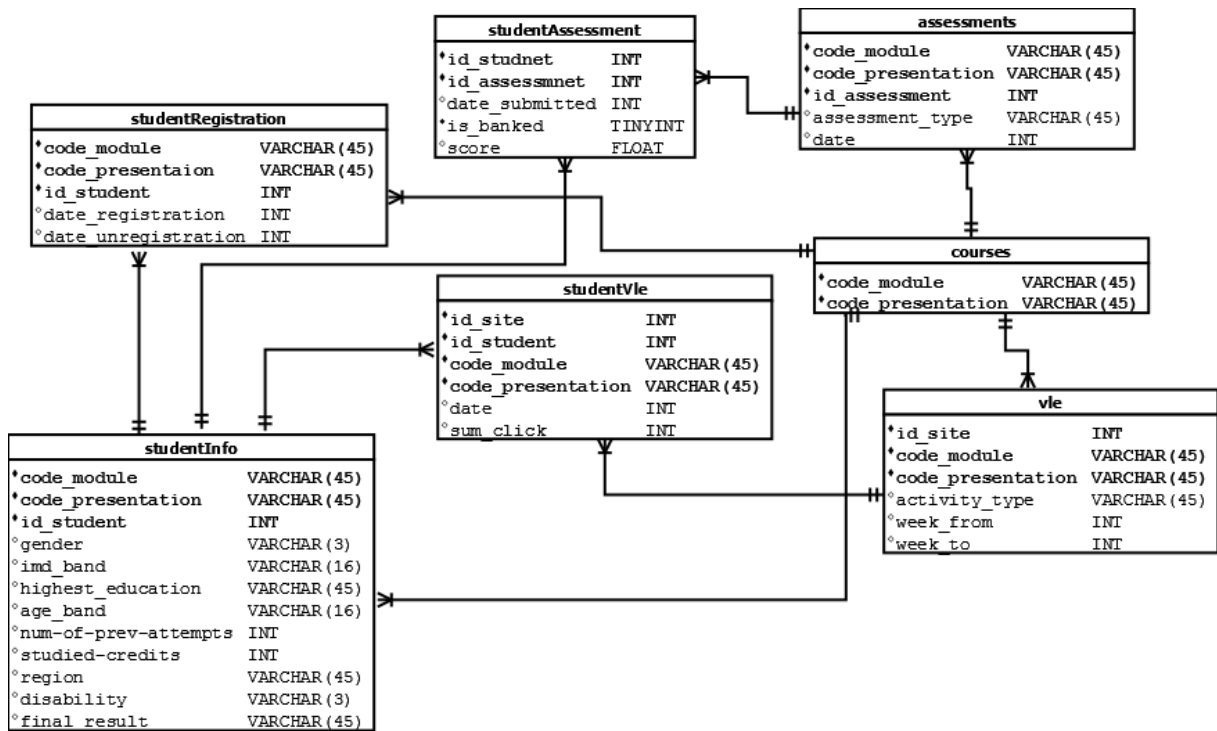 studentAssessment
id_studnet INT
id_assessmnet INT
date_submitted INT
is_banked TINYINT
score FLOAT
assessments
code_module VARCHAR(45)
code_presentation VARCHAR(45)
id_assessment INT
assessment_type VARCHAR(45)
date INT
studentRegistration
code_module VARCHAR(45)
code_presentaion VARCHAR(45)
id_student INT
date_registration INT
date_unregistration INT
courses
code_module VARCHAR(45)
code_presentation VARCHAR(45)
studentVle
id_site INT
id_student INT
code_module VARCHAR(45)
code_presentation VARCHAR(45)
date INT
sum_click INT
vle
id_site INT
code_module VARCHAR(45)
code_presentation VARCHAR(45)
activity_type VARCHAR(45)
week_from INT
week_to INT
studentInfo
code_module VARCHAR(45)
code_presentation VARCHAR(45)
id_student INT
gender VARCHAR(3)
imd_band VARCHAR(16)
highest_education VARCHAR(45)
age_band VARCHAR(16)
num-of-prev-attempts INT
studied-credits INT
region VARCHAR(45)
disability VARCHAR(3)
final_result VARCHAR(45)